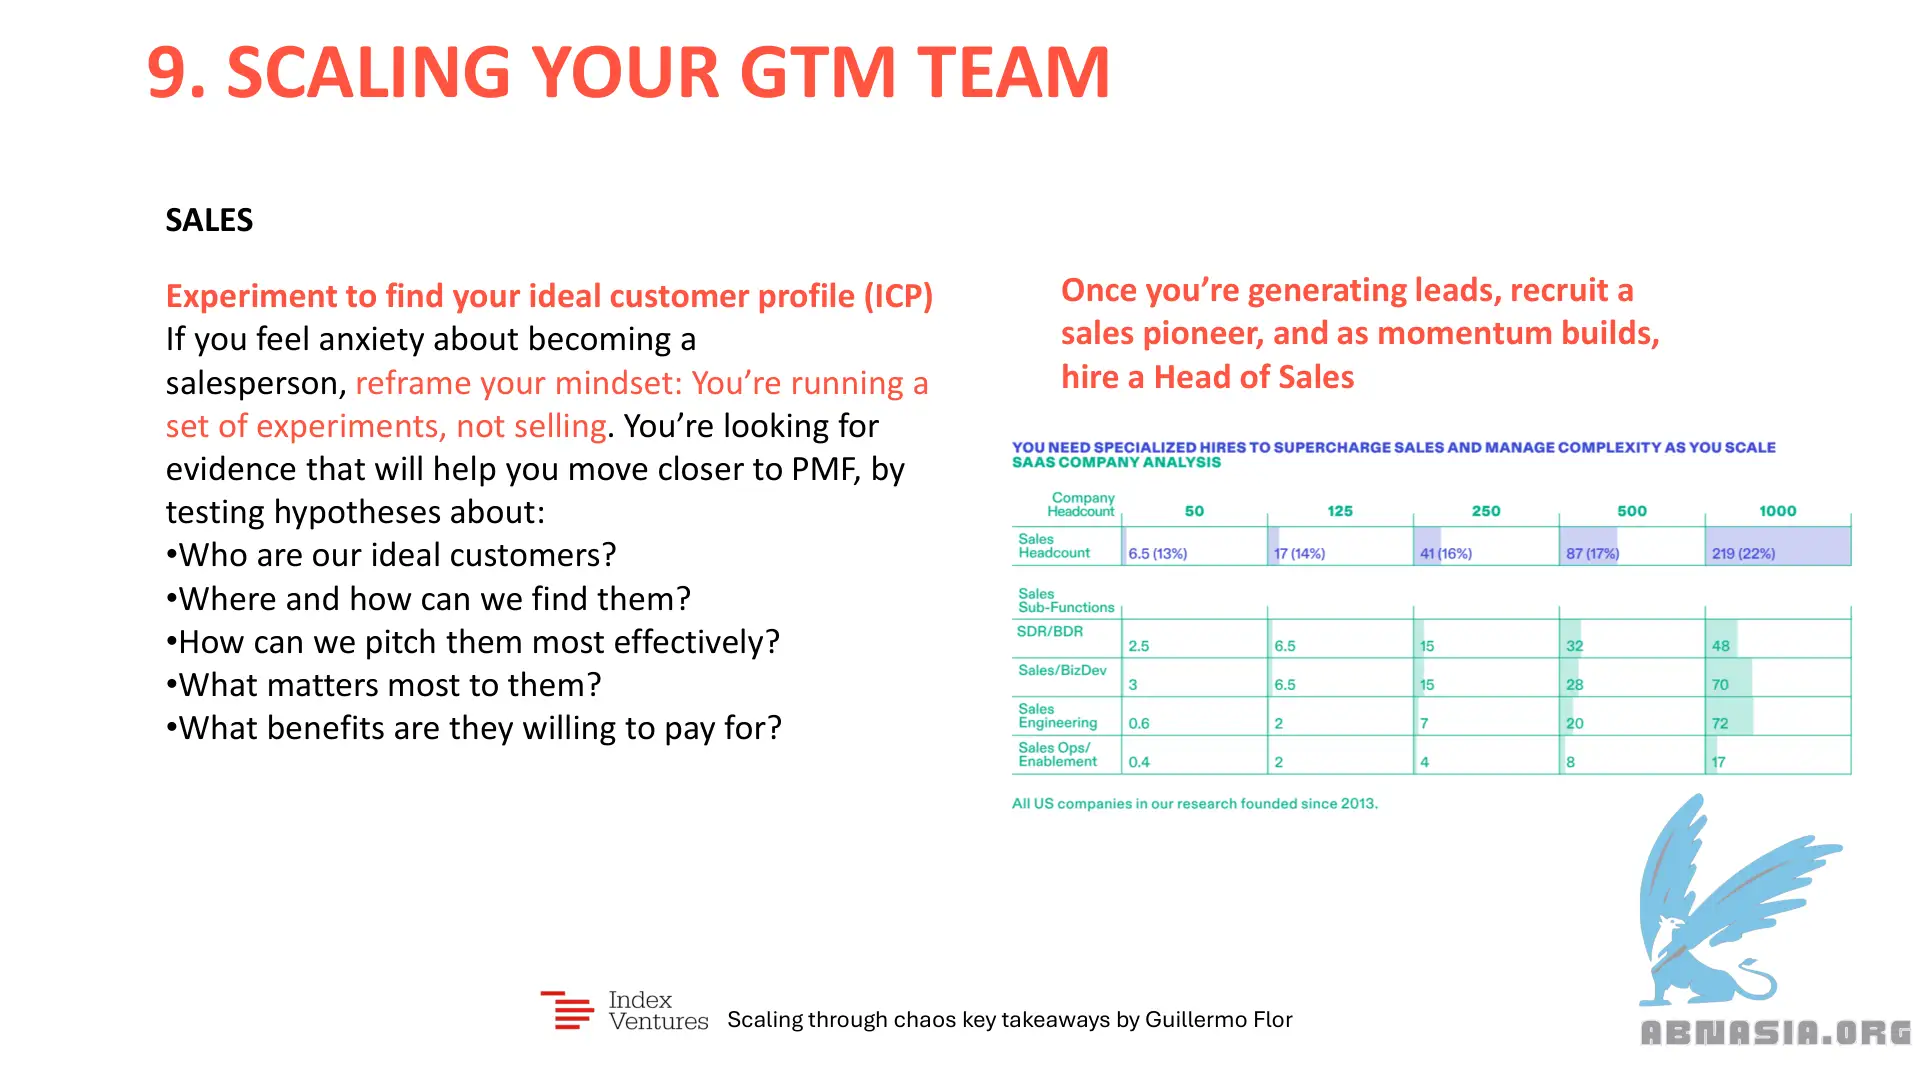 9. SCALING YOUR GTM TEAM
SALES
Experiment to find your ideal customer profile (ICP)
If you feel anxiety about becoming a
salesperson, reframe your mindset: You’re running a
set of experiments, not selling. You’re looking for
evidence that will help you move closer to PMF, by
testing hypotheses about:
•Who are our ideal customers?
•Where and how can we find them?
•How can we pitch them most effectively?
•What matters most to them?
•What benefits are they willing to pay for?
Once you’re generating leads, recruit a
sales pioneer, and as momentum builds,
hire a Head of Sales
YOU NEED SPECIALIZED HIRES TO SUPERCHARGE SALES AND MANAGE COMPLEXITY AS YOU SCALE
SAAS COMPANY ANALYSIS
Company
Headcount 50 125 250 500 1000
Sales
Headcount 6.5 (13%) 17 (14%) 41 (16%) 87 (17%) 219 (22%)
Sales
Sub-Functions
SDR/BDR 2.5 6.5 15 32 48
Sales/BizDev 3 6.5 15 28 70
Sales
Engineering 0.6 2 7 20 72
Sales Ops/
Enablement 0.4 2 4 8 17
All US companies in our research founded since 2013.
Index
Ventures
Scaling through chaos key takeaways by Guillermo Flor
ABNASIA.ORG